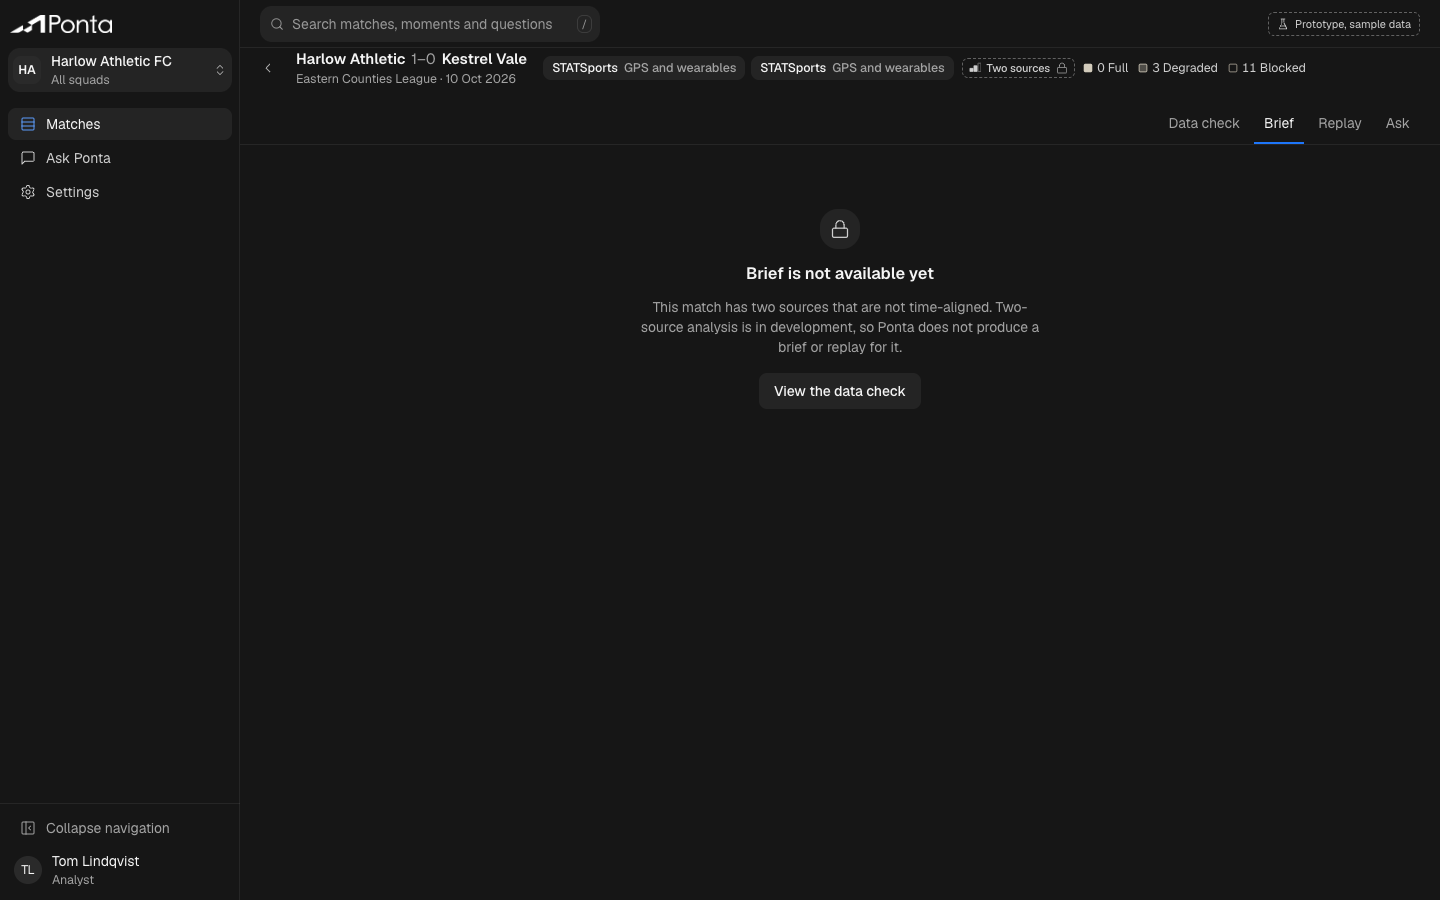 Ponta
Search matches, moments and questions /
Prototype, sample data
HA
Harlow Athletic FC
All squads
Matches
Ask Ponta
Settings
Harlow Athletic 1–0 Kestrel Vale
Eastern Counties League · 10 Oct 2026
STATSports GPS and wearables
STATSports GPS and wearables
Two sources
0 Full
3 Degraded
11 Blocked
Data check
Brief
Replay
Ask
Brief is not available yet
This match has two sources that are not time-aligned. Two-
source analysis is in development, so Ponta does not produce a
brief or replay for it.
View the data check
Collapse navigation
TL
Tom Lindqvist
Analyst